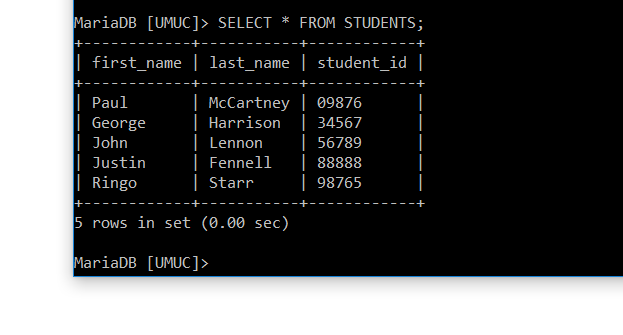 MariaDB [UMUC]> SELECT * FROM STUDENTS;
+------------+-----------+------------+
| first_name | last_name | student_id |
+------------+-----------+------------+
| Paul       | McCartney | 09876      |
| George     | Harrison  | 34567      |
| John       | Lennon    | 56789      |
| Justin     | Fennell   | 88888      |
| Ringo      | Starr     | 98765      |
+------------+-----------+------------+
5 rows in set (0.00 sec)
MariaDB [UMUC]>